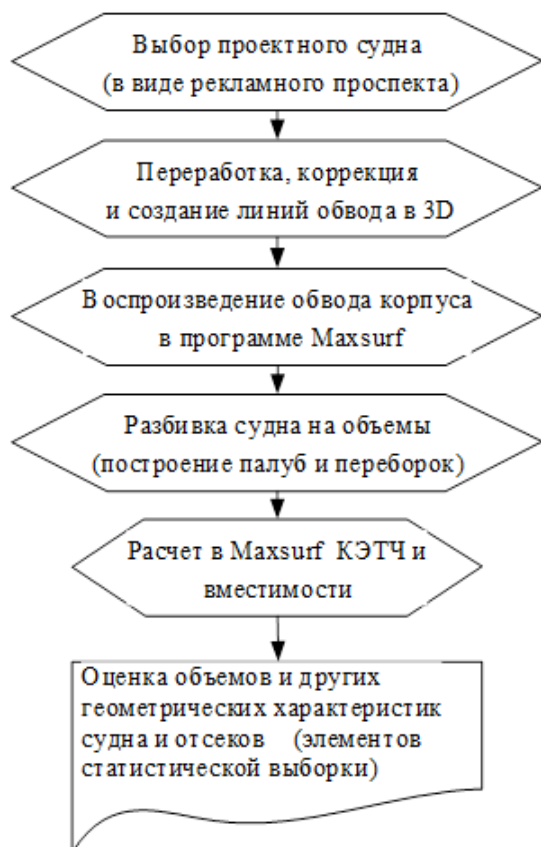 Выбор проектного судна
(в виде рекламного проспекта)
Переработка, коррекция
и создание линий обвода в 3D
Воспроизведение обвода корпуса
в программе Maxsurf
Разбивка судна на объемы
(построение палуб и переборок)
Расчет в Maxsurf КЭТЧ и
вместимости
Оценка объемов и других
геометрических характеристик
судна и отсеков (элементов
статистической выборки)